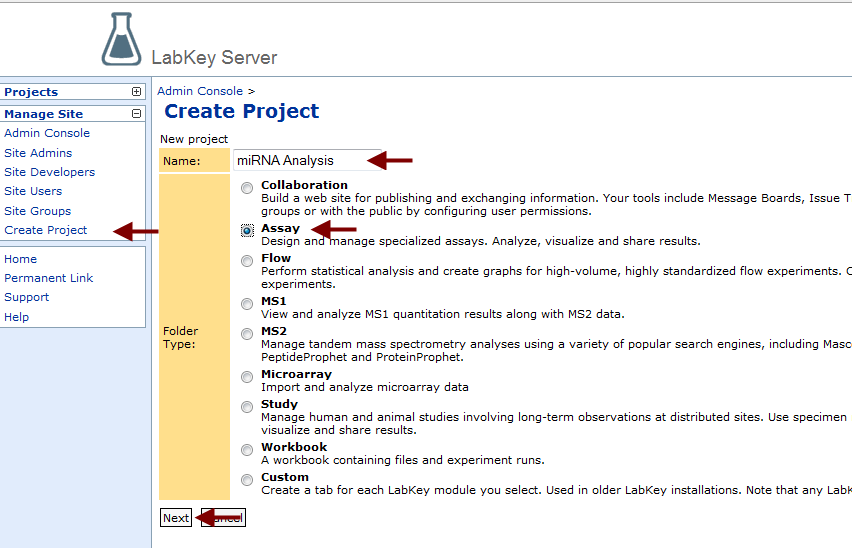 LabKey Server
Projects
Manage Site
Admin Console
Site Admins
Site Developers
Site Users
Site Groups
Create Project
Home
Permanent Link
Support
Help
Admin Console >
Create Project
New project
Name: miRNA Analysis
Folder
Type:
Collaboration
Build a web site for publishing and exchanging information. Your tools include Message Boards, Issue
groups or with the public by configuring user permissions.
Assay
Design and manage specialized assays. Analyze, visualize and share results.
Flow
Perform statistical analysis and create graphs for high-volume, highly standardized flow experiments.
experiments.
MS1
View and analyze MS1 quantitation results along with MS2 data.
MS2
Manage tandem mass spectrometry analyses using a variety of popular search engines, including
PeptideProphet and ProteinProphet.
Microarray
Import and analyze microarray data
Study
Manage human and animal studies involving long-term observations at distributed sites. Use specimen
visualize and share results.
Workbook
A workbook containing files and experiment runs.
Custom
Create a tab for each LabKey module you select. Used in older LabKey installations. Note that any
Next